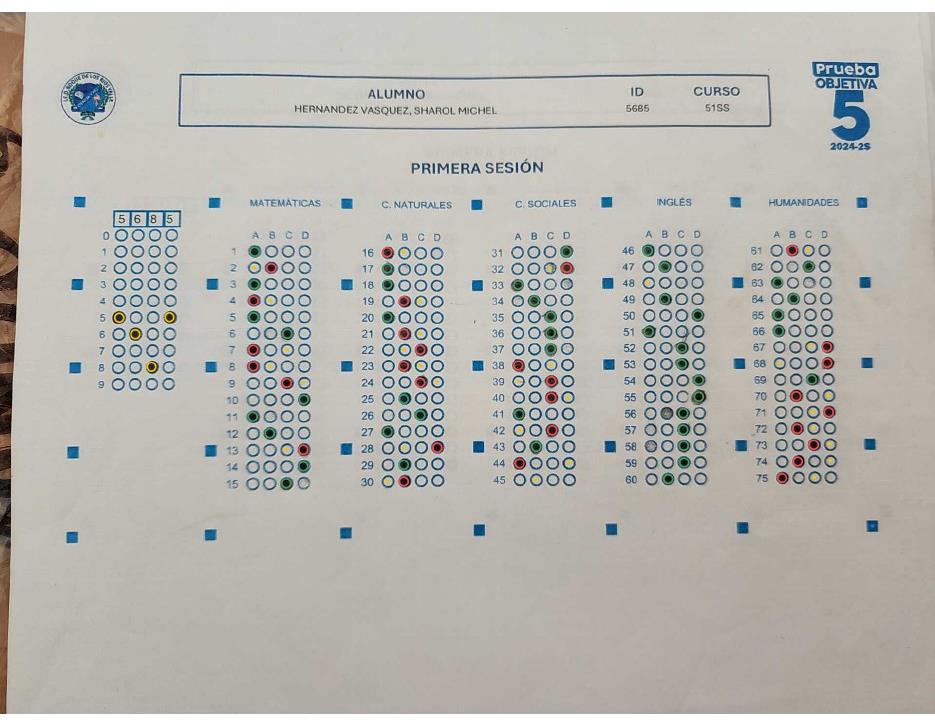 Prueba
OBJETIVA
5
2024-2S
ALUMNO ID CURSO
HERNANDEZ VASQUEZ, SHAROL MICHEL 5685 51SS
PRIMERA SESIÓN
MATEMÁTICAS C. NATURALES C. SOCIALES INGLÉS HUMANIDADES
5 6 8 5
A B C D A B C D A B C D A B C D A B C D
0
1 1 16 31 46 61
2 2 17 32 47 62
3 3 18 33 48 63
4 4 19 34 49 64
5 5 20 35 50 65
6 6 21 36 51 66
7 7 22 37 52 67
8 8 23 38 53 68
9 9 24 39 54 69
10 25 40 55 70
11 26 41 56 71
12 27 42 57 72
13 28 43 58 73
14 29 44 59 74
15 30 45 60 75